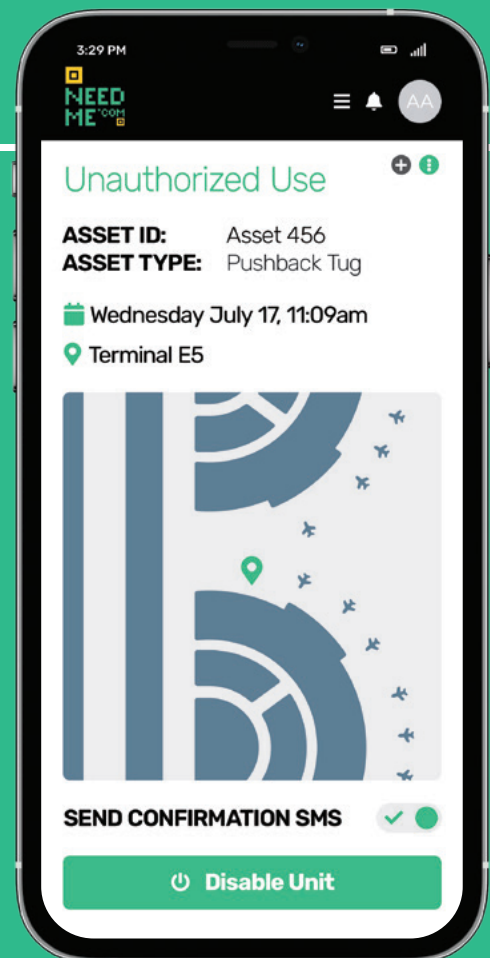 3:29 PM
NEED
ME.COM
AA
Unauthorized Use
ASSET ID: Asset 456
ASSET TYPE: Pushback Tug
Wednesday July 17, 11:09am
Terminal E5
SEND CONFIRMATION SMS
Disable Unit